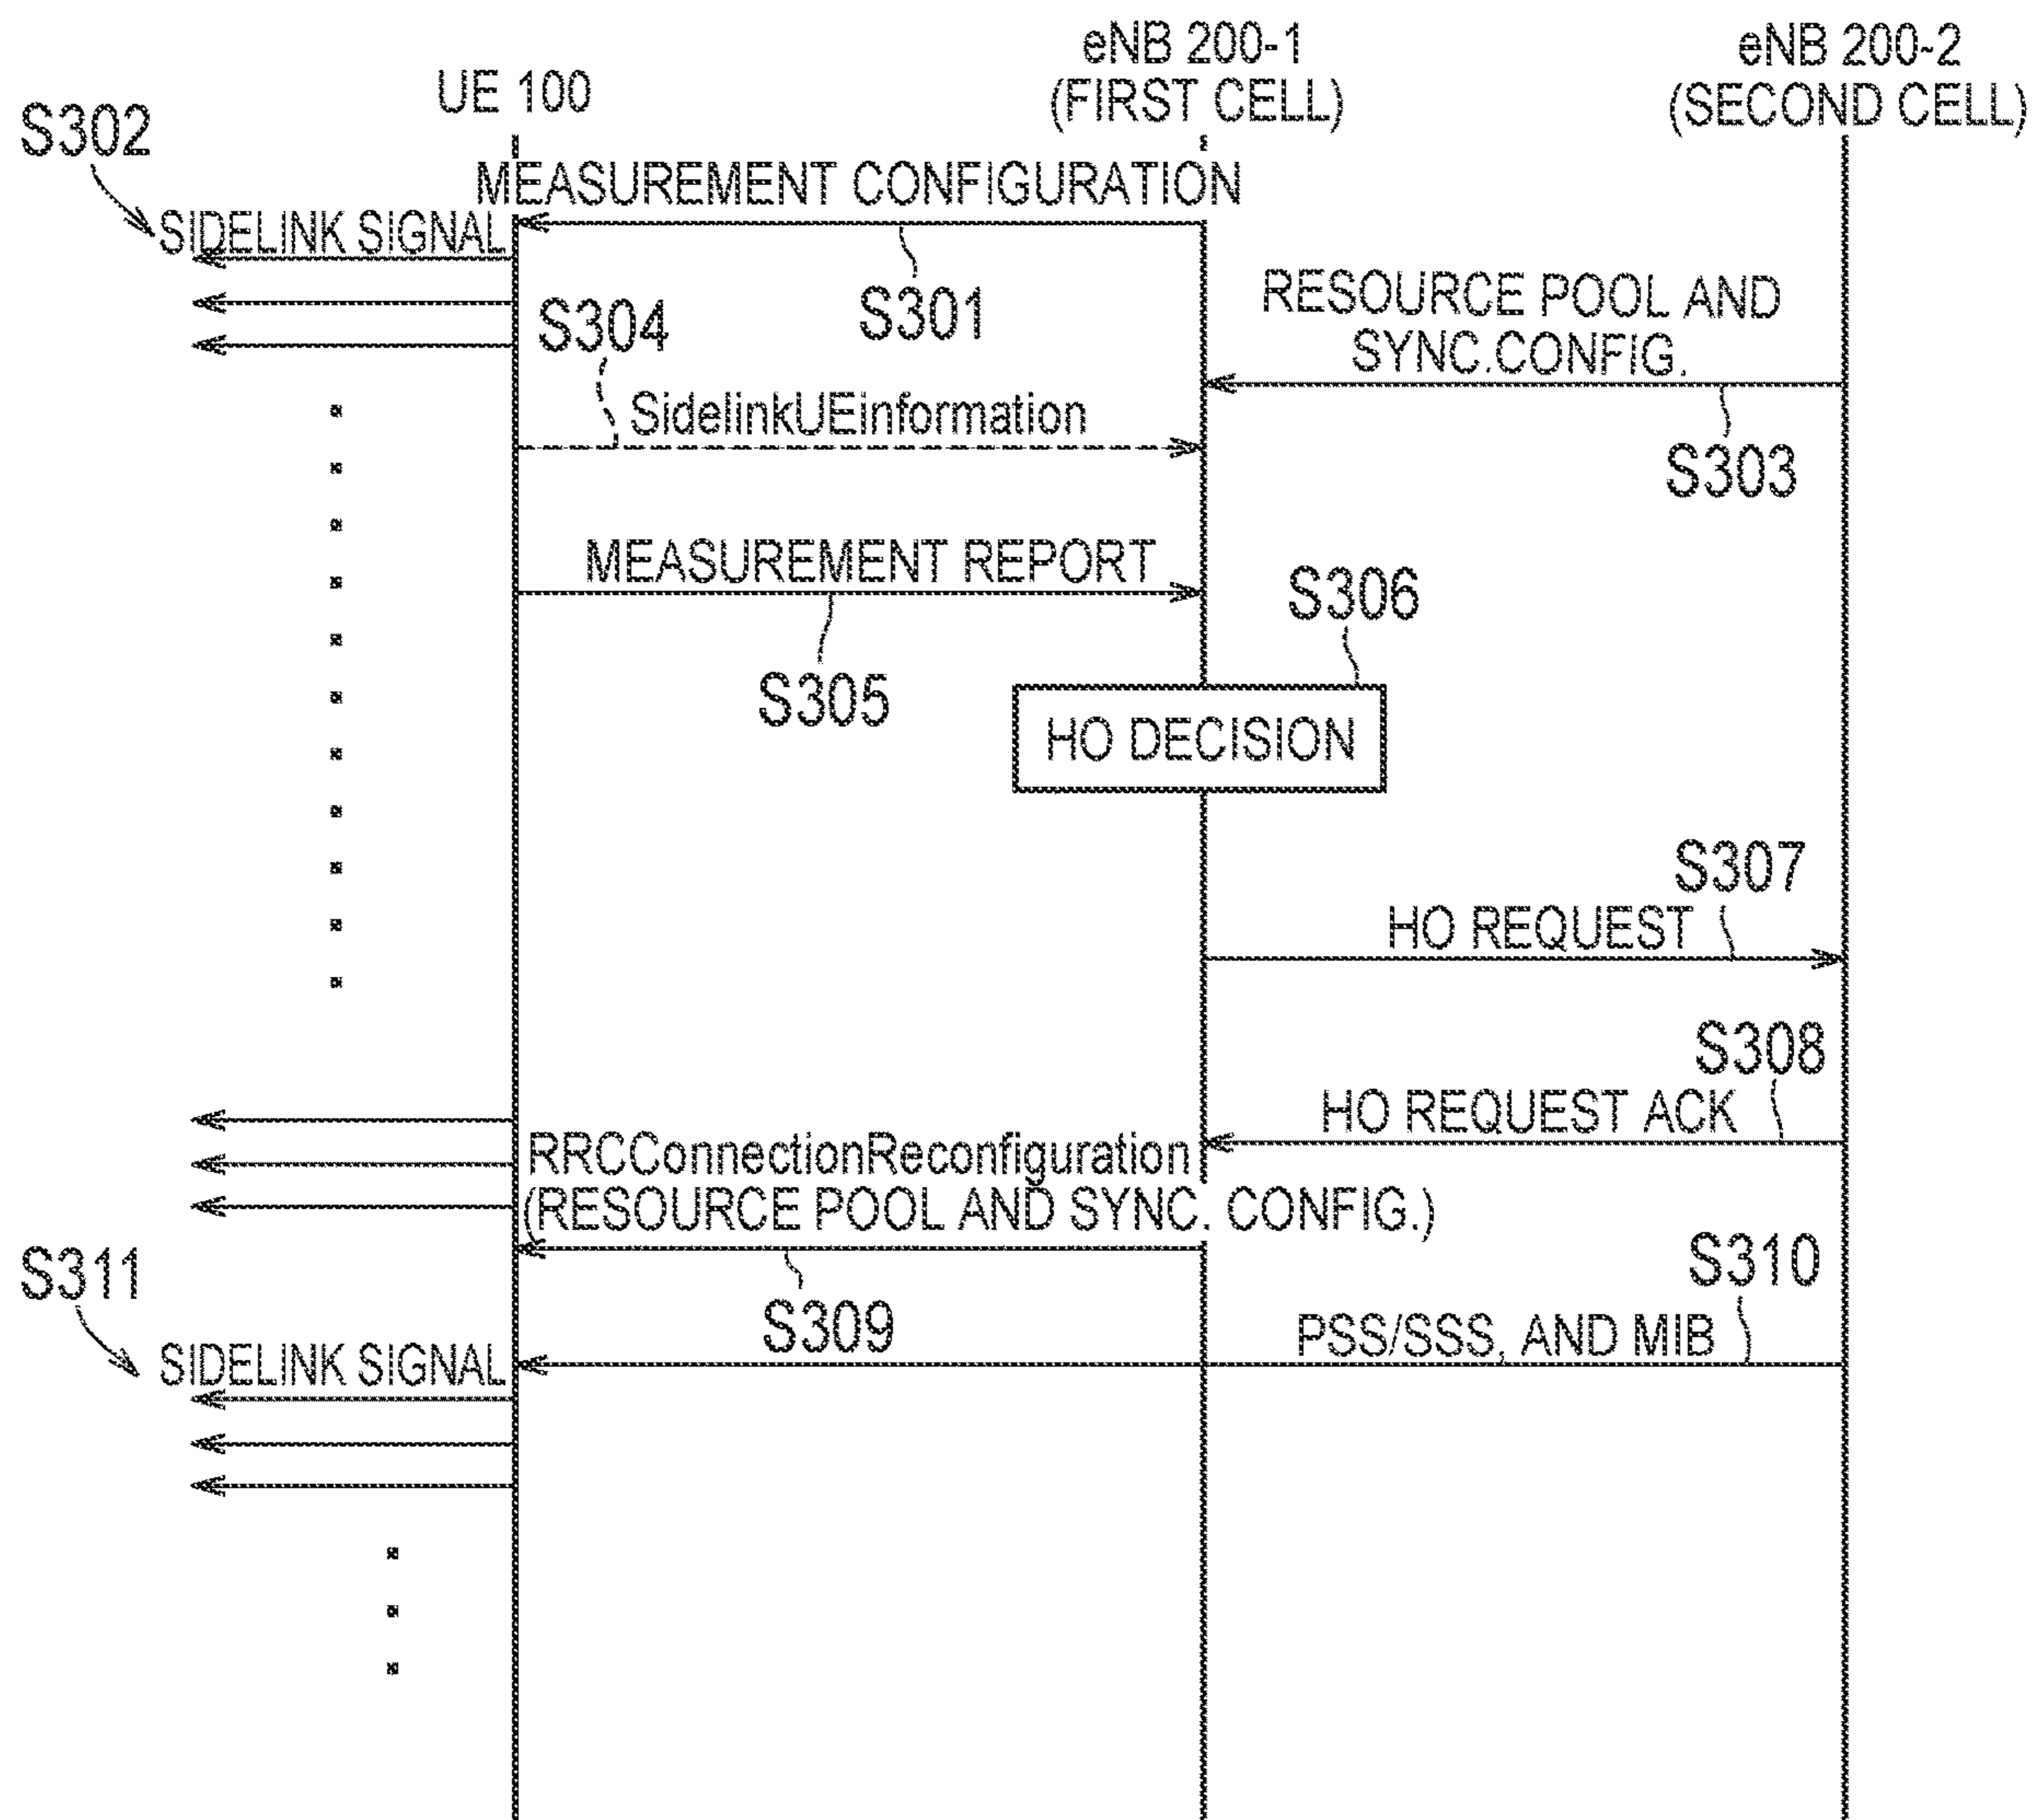 UE 100
eNB 200-1
(FIRST CELL)
eNB 200-2
(SECOND CELL)
S302
MEASUREMENT CONFIGURATION
SIDELINK SIGNAL
S301
RESOURCE POOL AND
SYNC.CONFIG.
S304
SidelinkUEinformation
S303
MEASUREMENT REPORT
S305
S306
HO DECISION
S307
HO REQUEST
S308
HO REQUEST ACK
RRCConnectionReconfiguration
(RESOURCE POOL AND SYNC. CONFIG.)
S309
S310
PSS/SSS, AND MIB
S311
SIDELINK SIGNAL